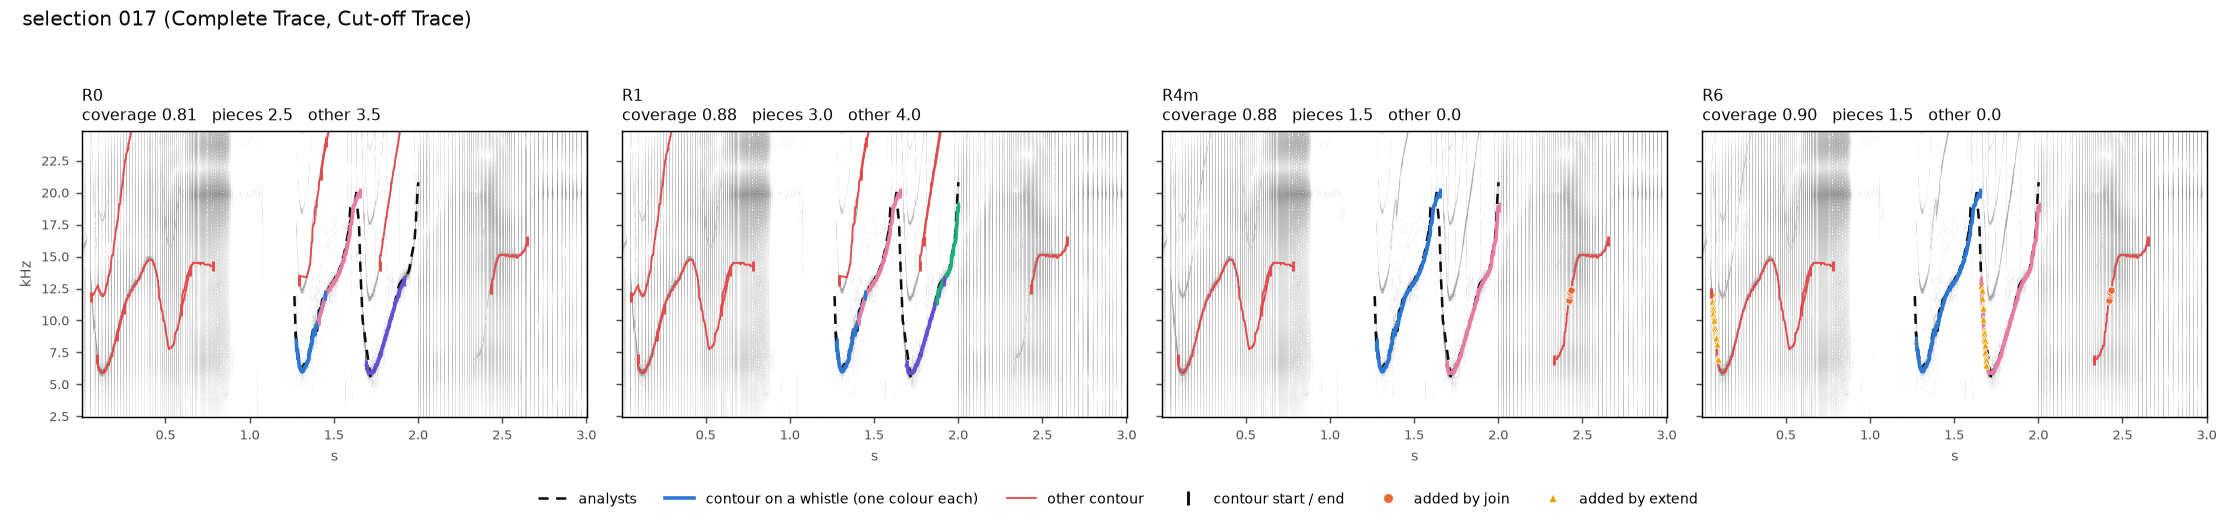 selection 017 (Complete Trace, Cut-off Trace)
R0
coverage 0.81 pieces 2.5 other 3.5
R1
coverage 0.88 pieces 3.0 other 4.0
R4m
coverage 0.88 pieces 1.5 other 0.0
R6
coverage 0.90 pieces 1.5 other 0.0
22.5
20.0
17.5
15.0
12.5
10.0
7.5
5.0
2.5
kHz
0.5 1.0 1.5 2.0 2.5 3.0
s
0.5 1.0 1.5 2.0 2.5 3.0
s
0.5 1.0 1.5 2.0 2.5 3.0
s
0.5 1.0 1.5 2.0 2.5 3.0
s
analysts contour on a whistle (one colour each) other contour contour start / end added by join added by extend